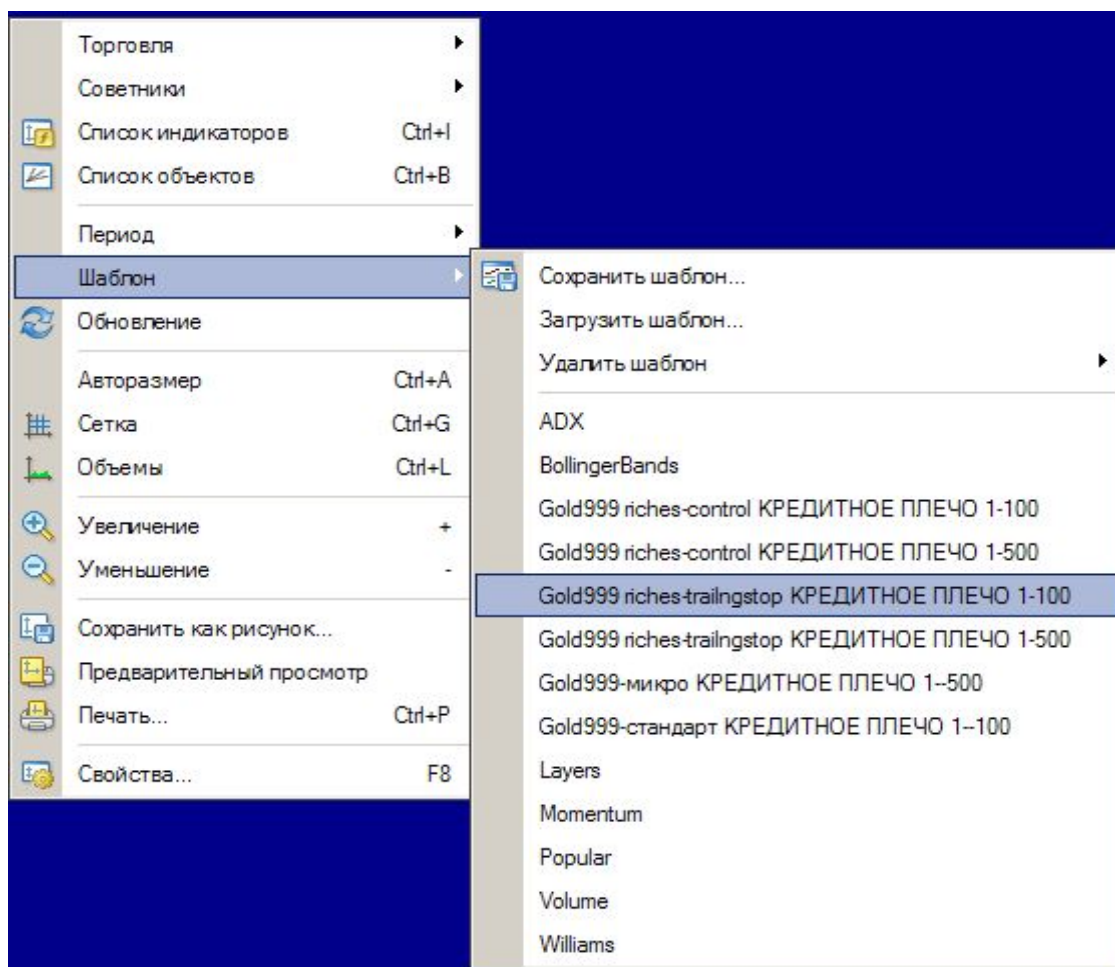 Торговля
Советники
Список индикаторов Ctrl+I
Список объектов Ctrl+B
Период
Шаблон
Обновление
Авторазмер Ctrl+A
Сетка Ctrl+G
Объемы Ctrl+L
Увеличение +
Уменьшение -
Сохранить как рисунок...
Предварительный просмотр
Печать... Ctrl+P
Свойства... F8
Сохранить шаблон...
Загрузить шаблон...
Удалить шаблон
ADX
BollingerBands
Gold999 riches-control КРЕДИТНОЕ ПЛЕЧО 1-100
Gold999 riches-control КРЕДИТНОЕ ПЛЕЧО 1-500
Gold999 riches-trailngstop КРЕДИТНОЕ ПЛЕЧО 1-100
Gold999 riches-trailngstop КРЕДИТНОЕ ПЛЕЧО 1-500
Gold999-микро КРЕДИТНОЕ ПЛЕЧО 1--500
Gold999-стандарт КРЕДИТНОЕ ПЛЕЧО 1--100
Layers
Momentum
Popular
Volume
Williams